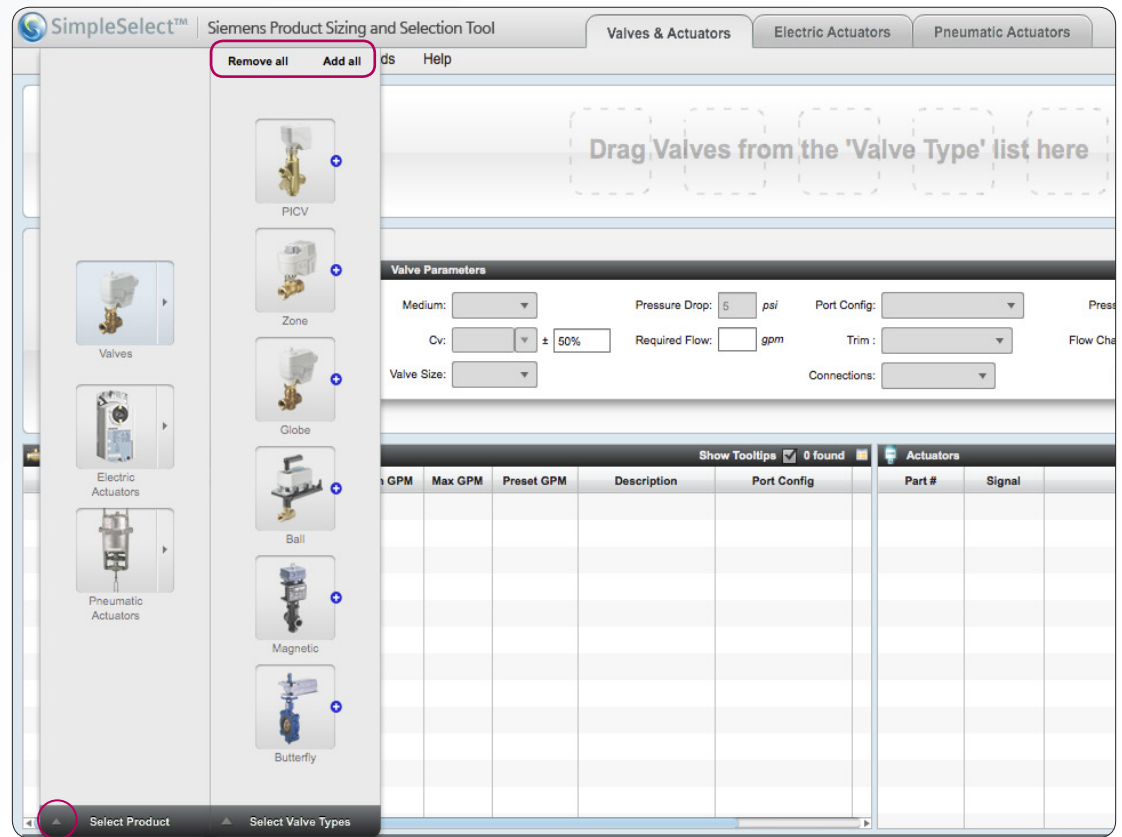 SimpleSelect™ Siemens Product Sizing and Selection Tool
Valves & Actuators Electric Actuators Pneumatic Actuators
Remove all Add all ds Help
Drag Valves from the 'Valve Type' list here
PICV
Zone
Globe
Ball
Magnetic
Butterfly
Valves
Electric
Actuators
Pneumatic
Actuators
Valve Parameters
Medium: Pressure Drop: 5 psi Port Config: Press
Cv: ± 50% Required Flow: gpm Trim : Flow Cha
Valve Size: Connections:
Show Tooltips 0 found Actuators
GPM Max GPM Preset GPM Description Port Config Part # Signal
Select Product Select Valve Types